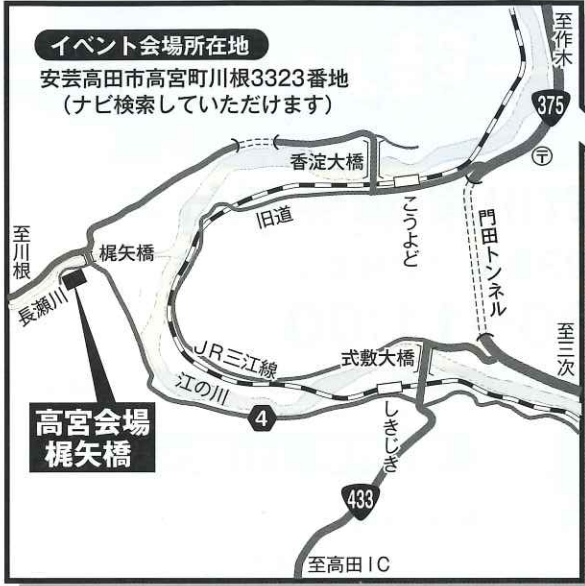 イベント会場所在地
安芸高田市高宮町川根3323番地
（ナビ検索していただけます）
至作木
375
〒
香淀大橋
こうよど
旧道
門田トンネル
至川根
梶矢橋
長瀬川
至三次
JR三江線
式敷大橋
江の川
4
しきじき
高宮会場
梶矢橋
433
至高田IC